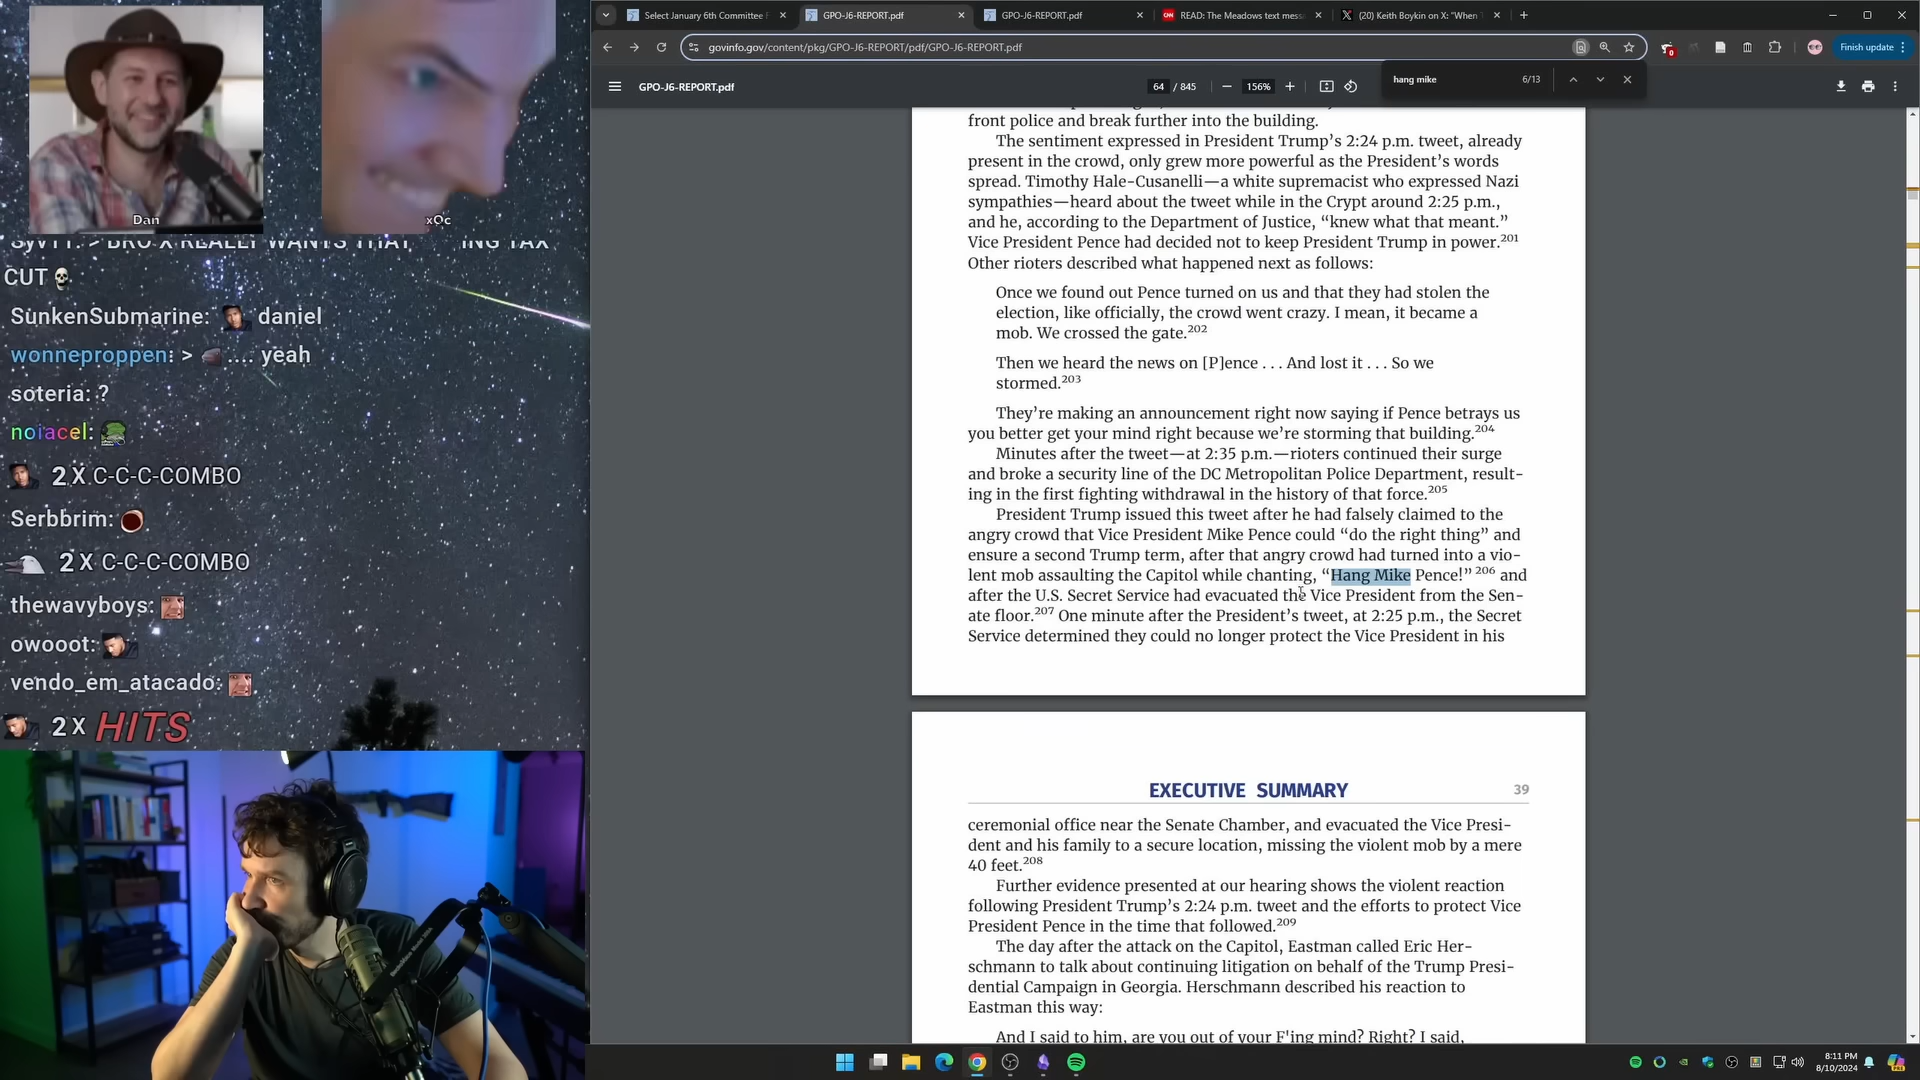 Select January 6th Committee F
GPO-J6-REPORT.pdf
GPO-J6-REPORT.pdf
READ: The Meadows text mess
(20) Keith Boykin on X: "When T
govinfo.gov/content/pkg/GPO-J6-REPORT/pdf/GPO-J6-REPORT.pdf
Finish update
GPO-J6-REPORT.pdf
64 / 845
156%
hang mike
6/13
Dan
xQc
CUT
SunkenSubmarine: daniel
wonneproppen: > .... yeah
soteria: ?
noiacel:
2 X C-C-C-COMBO
Serbbrim:
2 X C-C-C-COMBO
thewavyboys:
owooot:
vendo_em_atacado:
2 X HITS
front police and break further into the building.
The sentiment expressed in President Trump’s 2:24 p.m. tweet, already
present in the crowd, only grew more powerful as the President’s words
spread. Timothy Hale-Cusanelli—a white supremacist who expressed Nazi
sympathies—heard about the tweet while in the Crypt around 2:25 p.m.,
and he, according to the Department of Justice, “knew what that meant.”
Vice President Pence had decided not to keep President Trump in power.201
Other rioters described what happened next as follows:
Once we found out Pence turned on us and that they had stolen the
election, like officially, the crowd went crazy. I mean, it became a
mob. We crossed the gate.202
Then we heard the news on [P]ence . . . And lost it . . . So we
stormed.203
They’re making an announcement right now saying if Pence betrays us
you better get your mind right because we’re storming that building.204
Minutes after the tweet—at 2:35 p.m.—rioters continued their surge
and broke a security line of the DC Metropolitan Police Department, result-
ing in the first fighting withdrawal in the history of that force.205
President Trump issued this tweet after he had falsely claimed to the
angry crowd that Vice President Mike Pence could “do the right thing” and
ensure a second Trump term, after that angry crowd had turned into a vio-
lent mob assaulting the Capitol while chanting, “Hang Mike Pence!” 206 and
after the U.S. Secret Service had evacuated the Vice President from the Sen-
ate floor.207 One minute after the President’s tweet, at 2:25 p.m., the Secret
Service determined they could no longer protect the Vice President in his
EXECUTIVE SUMMARY
39
ceremonial office near the Senate Chamber, and evacuated the Vice Presi-
dent and his family to a secure location, missing the violent mob by a mere
40 feet.208
Further evidence presented at our hearing shows the violent reaction
following President Trump’s 2:24 p.m. tweet and the efforts to protect Vice
President Pence in the time that followed.209
The day after the attack on the Capitol, Eastman called Eric Her-
schmann to talk about continuing litigation on behalf of the Trump Presi-
dential Campaign in Georgia. Herschmann described his reaction to
Eastman this way:
And I said to him, are you out of your F'ing mind? Right? I said,
8:11 PM
8/10/2024